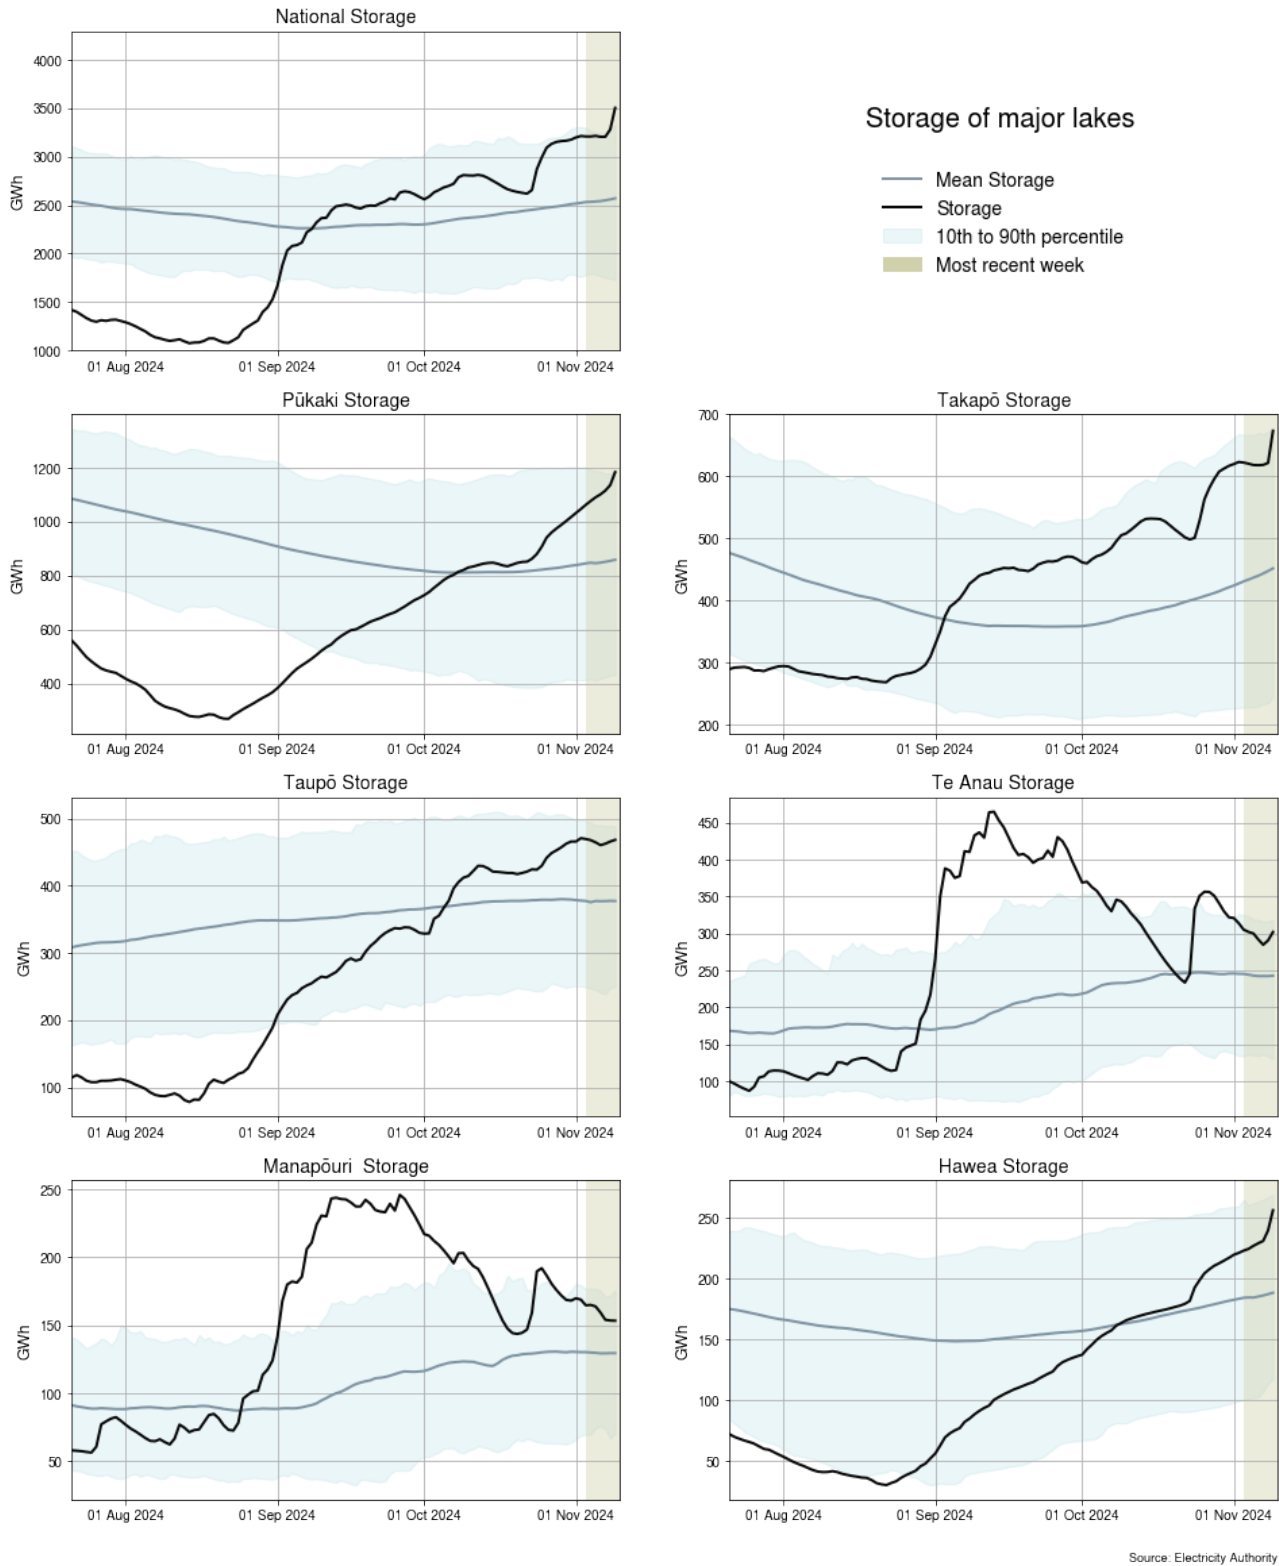 National Storage
4000
3500
3000
2500
2000
1500
1000
GWh
01 Aug 2024 01 Sep 2024 01 Oct 2024 01 Nov 2024
Storage of major lakes
Mean Storage
Storage
10th to 90th percentile
Most recent week
Pūkaki Storage
1200
1000
800
600
400
GWh
01 Aug 2024 01 Sep 2024 01 Oct 2024 01 Nov 2024
Takapō Storage
700
600
500
400
300
200
GWh
01 Aug 2024 01 Sep 2024 01 Oct 2024 01 Nov 2024
Taupō Storage
500
400
300
200
100
GWh
01 Aug 2024 01 Sep 2024 01 Oct 2024 01 Nov 2024
Te Anau Storage
450
400
350
300
250
200
150
100
GWh
01 Aug 2024 01 Sep 2024 01 Oct 2024 01 Nov 2024
Manapōuri  Storage
250
200
150
100
50
GWh
01 Aug 2024 01 Sep 2024 01 Oct 2024 01 Nov 2024
Hawea Storage
250
200
150
100
50
GWh
01 Aug 2024 01 Sep 2024 01 Oct 2024 01 Nov 2024
Source: Electricity Authority